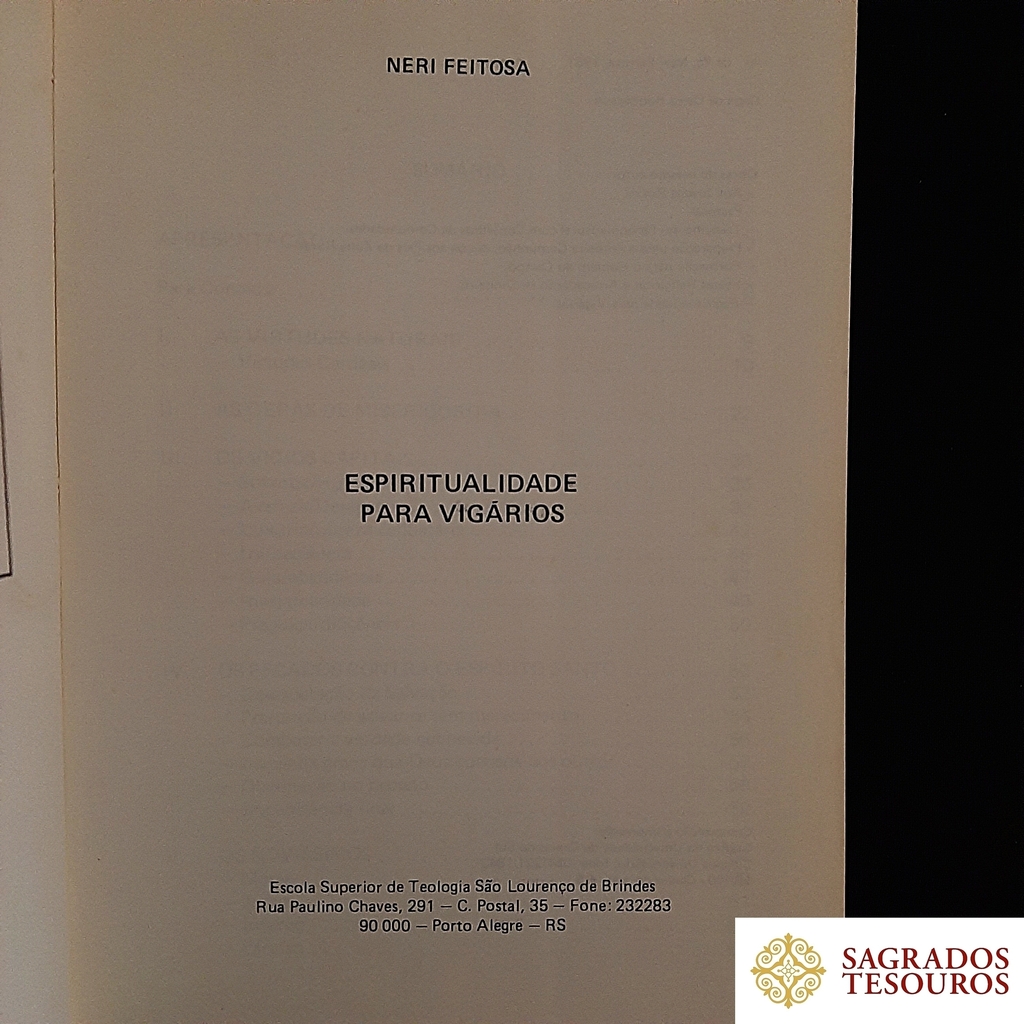 NERI FEITOSA
ESPIRITUALIDADE
PARA VIGÁRIOS
Escola Superior de Teologia São Lourenço de Brindes
Rua Paulino Chaves, 291 — C. Postal, 35 — Fone: 232283
90 000 — Porto Alegre — RS
SAGRADOS
TESOUROS